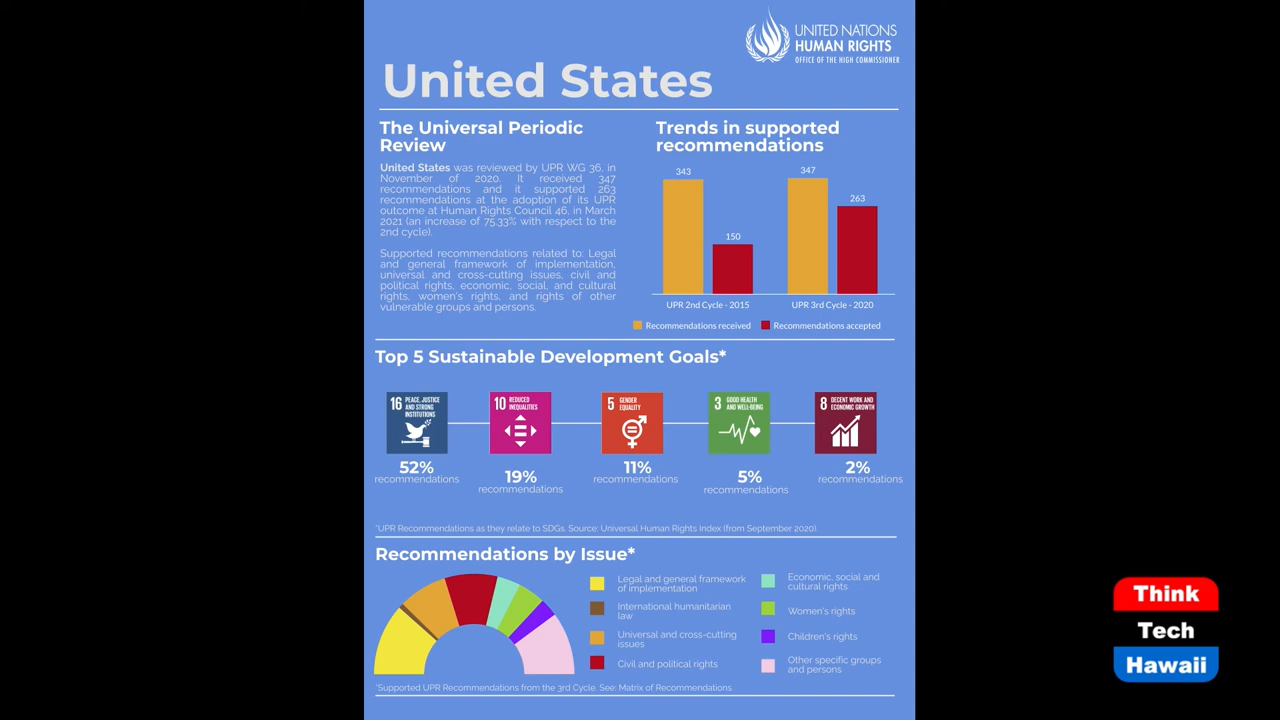 UNITED NATIONS
HUMAN RIGHTS
OFFICE OF THE HIGH COMMISSIONER
United States
The Universal Periodic
Review
United States was reviewed by UPR WG 36, in
November of 2020. It received 347
recommendations and it supported 263
recommendations at the adoption of its UPR
outcome at Human Rights Council 46, in March
2021 (an increase of 75.33% with respect to the
2nd cycle).
Supported recommendations related to: Legal
and general framework of implementation,
universal and cross-cutting issues, civil and
political rights, economic, social, and cultural
rights, women's rights, and rights of other
vulnerable groups and persons.
Trends in supported
recommendations
343
150
347
263
UPR 2nd Cycle - 2015
UPR 3rd Cycle - 2020
Recommendations received
Recommendations accepted
Top 5 Sustainable Development Goals*
16 PEACE, JUSTICE
AND STRONG
INSTITUTIONS
52%
recommendations
10 REDUCED
INEQUALITIES
19%
recommendations
5 GENDER
EQUALITY
11%
recommendations
3 GOOD HEALTH
AND WELL-BEING
5%
recommendations
8 DECENT WORK AND
ECONOMIC GROWTH
2%
recommendations
*UPR Recommendations as they relate to SDGs. Source: Universal Human Rights Index (from September 2020).
Recommendations by Issue*
Legal and general framework
of implementation
International humanitarian
law
Universal and cross-cutting
issues
Civil and political rights
Economic, social and
cultural rights
Women's rights
Children's rights
Other specific groups
and persons
*Supported UPR Recommendations from the 3rd Cycle. See: Matrix of Recommendations.
Think
Tech
Hawaii